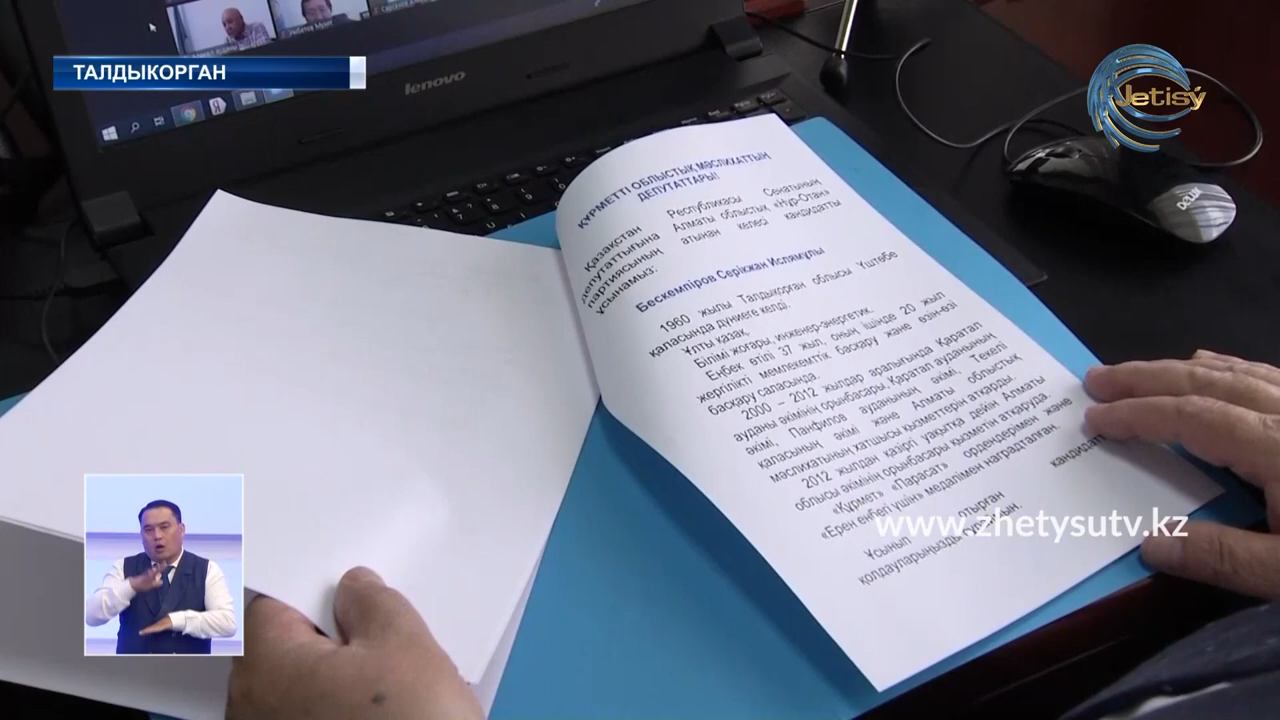 ТАЛДЫКОРГАН
Jetisý
lenovo
DELUX
ҚҰРМЕТТІ ОБЛЫСТЫҚ МӘСЛИХАТТЫҢ
ДЕПУТАТТАРЫ!
Қазақстан Республикасы Сенатының
депутаттығына Алматы облыстық «Нұр-Отан»
партиясының атынан келесі кандидатты
ұсынамыз:
Бескемпіров Серікжан Ислямұлы
1960 жылы Талдықорган облысы Үштөбе
қаласында дүниеге келді.
Ұлты қазақ.
Білімі жоғары, инженер-энергетик.
Еңбек өтілі 37 жыл, оның ішінде 20 жыл
жергілікті мемлекемттік басқару және өзін-өзі
басқару саласында.
2000 – 2012 жылдар аралығында Қаратал
ауданы әкімінің орынбасары, Қаратал ауданының
әкімі, Панфилов ауданының әкімі, Текелі
қаласының әкімі және Алматы облыстық
мәслихатының хатшысы қызметтерін атқарды.
2012 жылдан қазіргі уақытқа дейін Алматы
облысы әкімінің орынбасары қызметін атқаруда.
«Құрмет» «Парасат» ордендерімен және
«Ерен еңбегі үшін» медалімен наградталған.
Ұсынып отырған кандидат
қолдауларыңызды
www.zhetysutv.kz